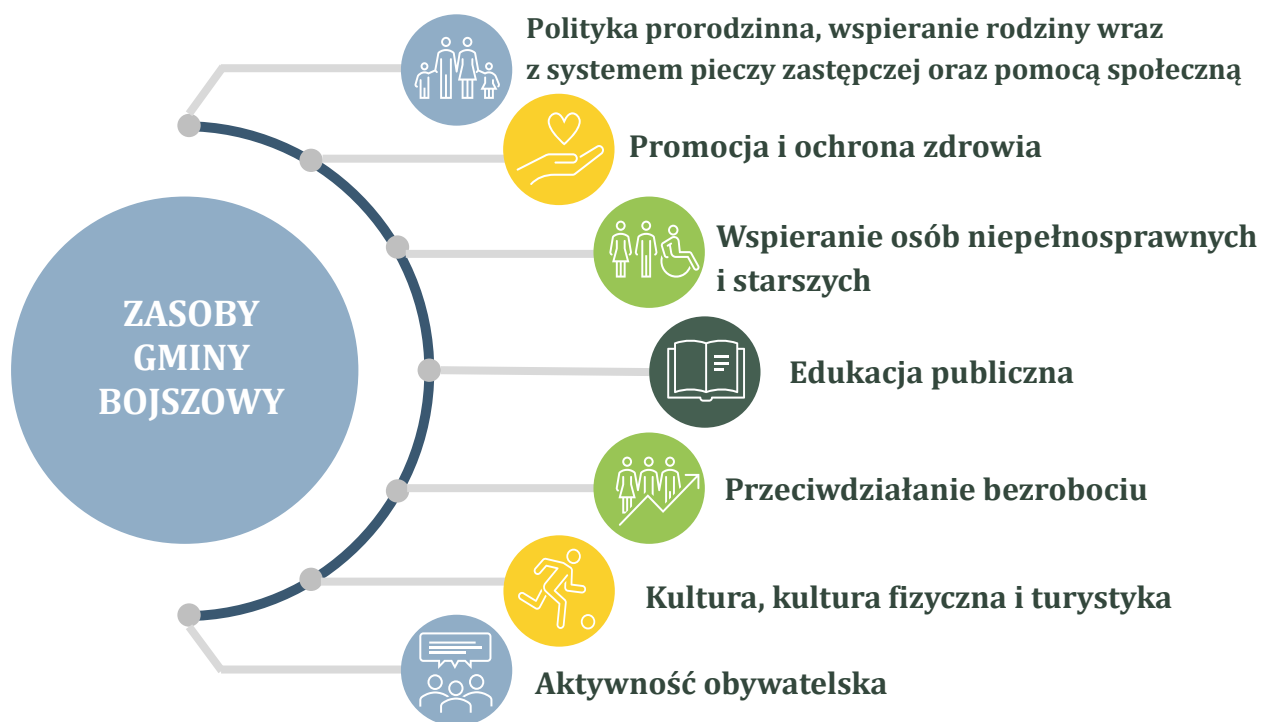 Polityka prorodzinna, wspieranie rodziny wraz
z systemem pieczy zastępczej oraz pomocą społeczną
Promocja i ochrona zdrowia
Wspieranie osób niepełnosprawnych
i starszych
ZASOBY
GMINY
BOJSZOWY
Edukacja publiczna
Przeciwdziałanie bezrobociu
Kultura, kultura fizyczna i turystyka
Aktywność obywatelska